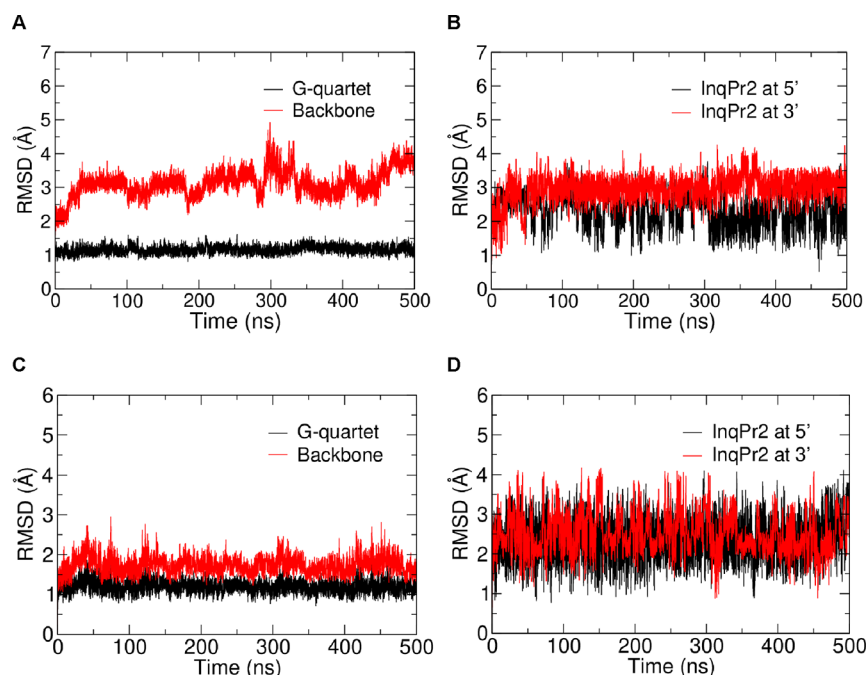 A
7
6
5
4
3
2
1
0
RMSD (Å)
G-quartet
Backbone
0 100 200 300 400 500
Time (ns)
B
7
6
5
4
3
2
1
0
RMSD (Å)
InqPr2 at 5’
InqPr2 at 3’
0 100 200 300 400 500
Time (ns)
C
6
5
4
3
2
1
0
RMSD (Å)
G-quartet
Backbone
0 100 200 300 400 500
Time (ns)
D
6
5
4
3
2
1
0
RMSD (Å)
InqPr2 at 5’
InqPr2 at 3’
0 100 200 300 400 500
Time (ns)